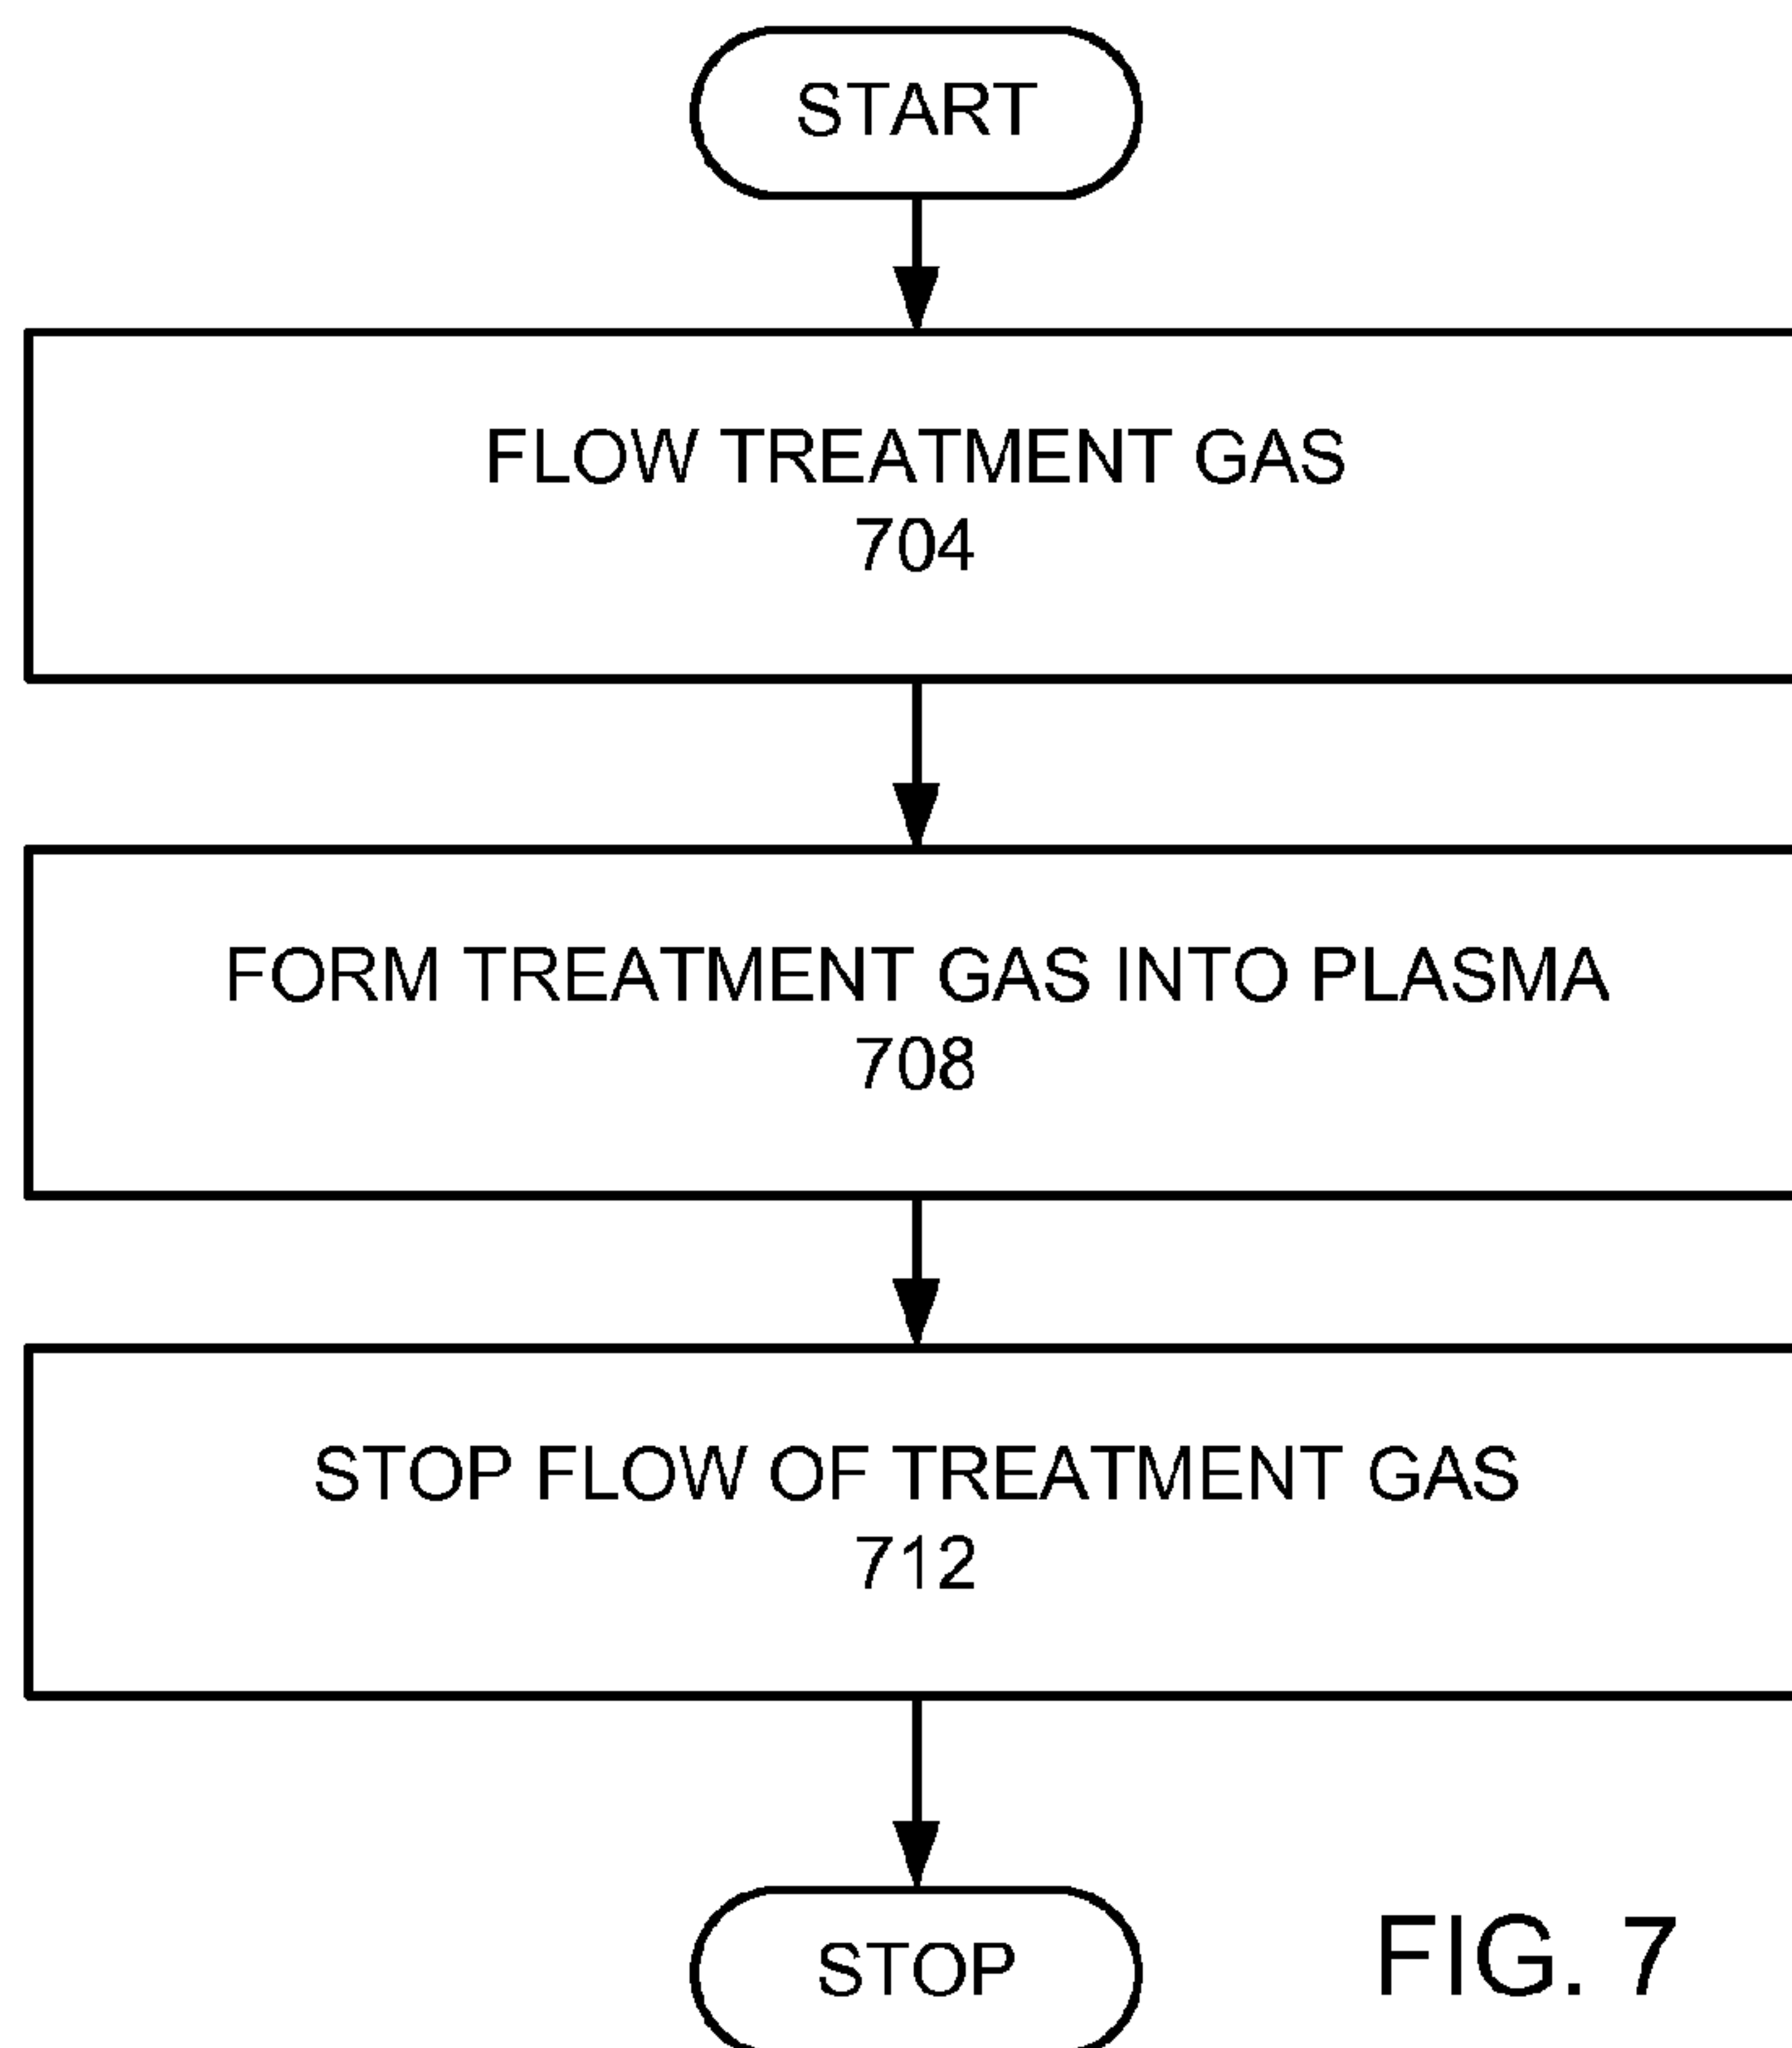 START
FLOW TREATMENT GAS
704
FORM TREATMENT GAS INTO PLASMA
708
STOP FLOW OF TREATMENT GAS
712
STOP
FIG. 7